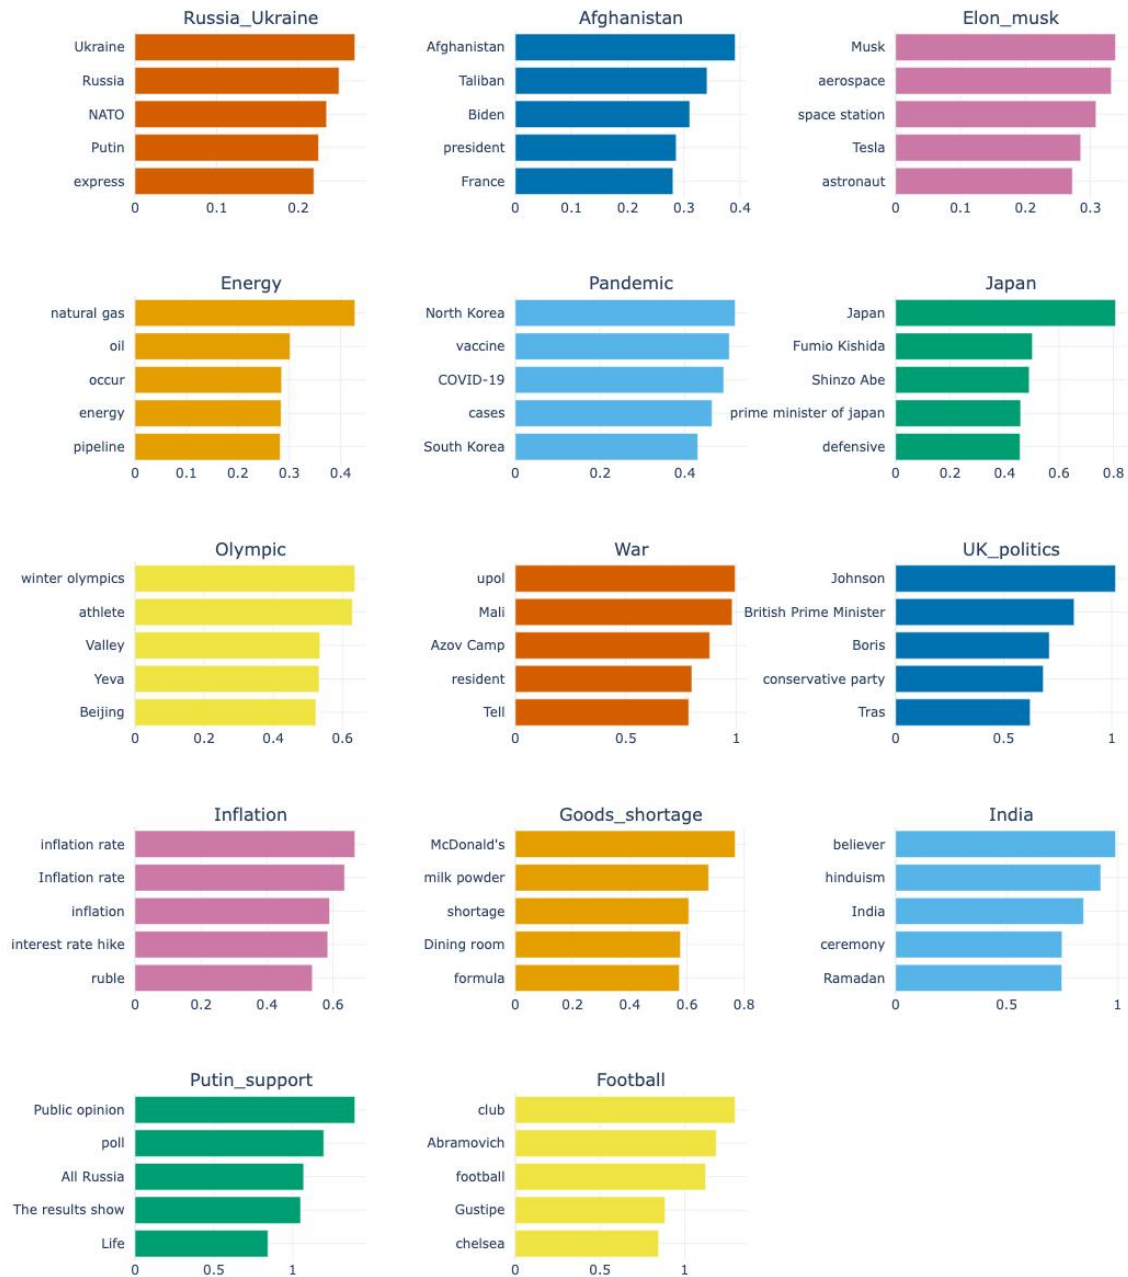 Russia_Ukraine
Ukraine
Russia
NATO
Putin
express
0 0.1 0.2
Afghanistan
Afghanistan
Taliban
Biden
president
France
0 0.1 0.2 0.3 0.4
Elon_musk
Musk
aerospace
space station
Tesla
astronaut
0 0.1 0.2 0.3
Energy
natural gas
oil
occur
energy
pipeline
0 0.1 0.2 0.3 0.4
Pandemic
North Korea
vaccine
COVID-19
cases
South Korea
0 0.2 0.4
Japan
Japan
Fumio Kishida
Shinzo Abe
prime minister of japan
defensive
0 0.2 0.4 0.6 0.8
Olympic
winter olympics
athlete
Valley
Yeva
Beijing
0 0.2 0.4 0.6
War
upol
Mali
Azov Camp
resident
Tell
0 0.5 1
UK_politics
Johnson
British Prime Minister
Boris
conservative party
Tras
0 0.5 1
Inflation
inflation rate
Inflation rate
inflation
interest rate hike
ruble
0 0.2 0.4 0.6
Goods_shortage
McDonald's
milk powder
shortage
Dining room
formula
0 0.2 0.4 0.6 0.8
India
believer
hinduism
India
ceremony
Ramadan
0 0.5 1
Putin_support
Public opinion
poll
All Russia
The results show
Life
0 0.5 1
Football
club
Abramovich
football
Gustipe
chelsea
0 0.5 1